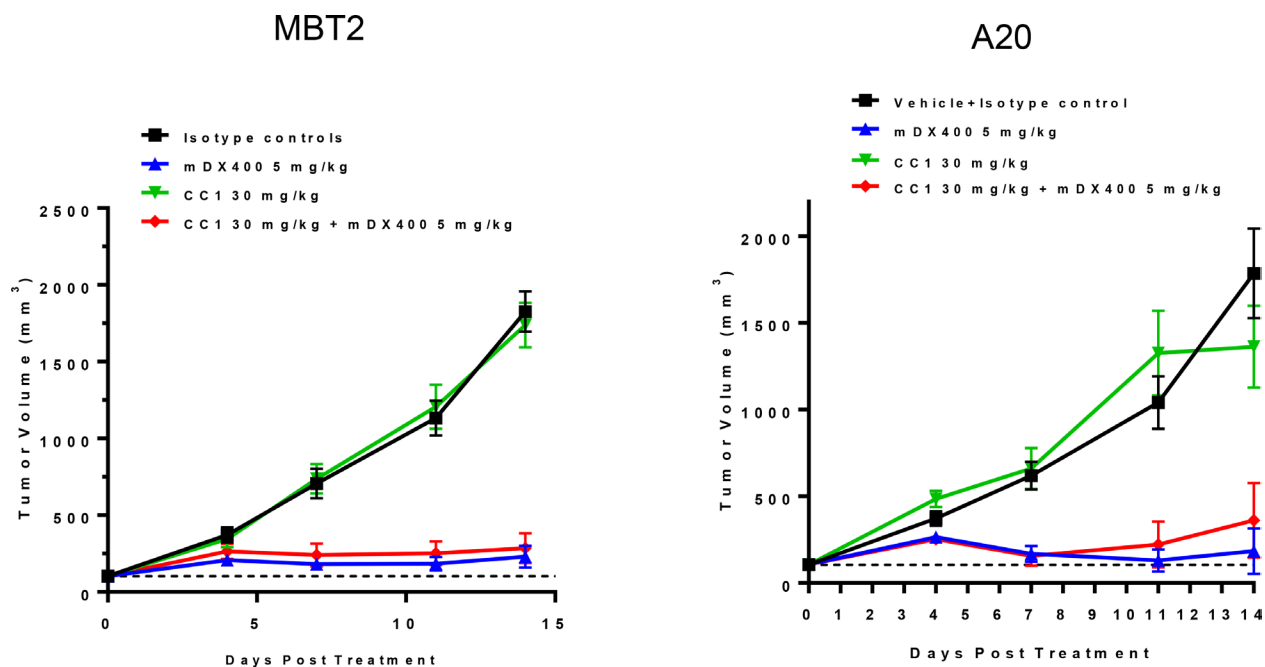 MBT2
Isotype controls
mDX400 5 mg/kg
CC1 30 mg/kg
CC1 30 mg/kg + mDX400 5 mg/kg
2500
2000
1500
1000
500
0
Tumor Volume (mm³)
0 5 10 15
Days Post Treatment
A20
Vehicle+Isotype control
mDX400 5 mg/kg
CC1 30 mg/kg
CC1 30 mg/kg + mDX400 5 mg/kg
2000
1500
1000
500
0
Tumor Volume (mm³)
0 1 2 3 4 5 6 7 8 9 10 11 12 13 14
Days Post Treatment